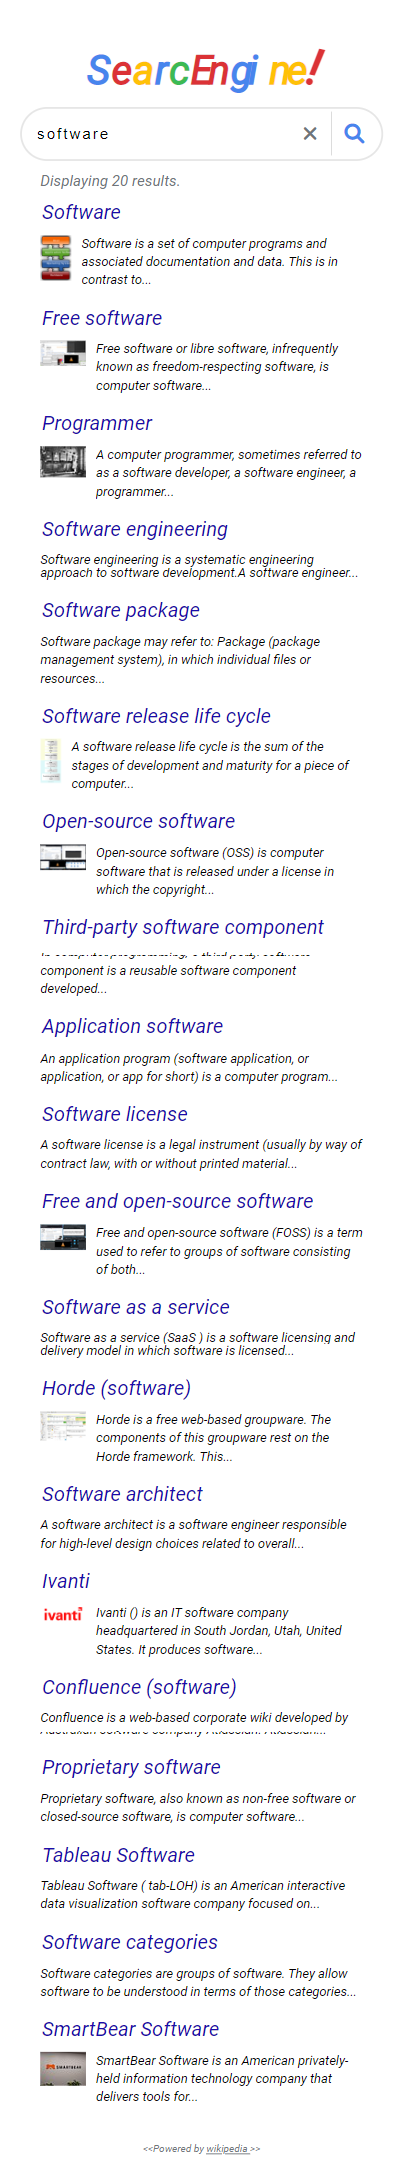 SearcEngine!
software
Displaying 20 results.
Software
Software is a set of computer programs and
associated documentation and data. This is in
contrast to...
Free software
Free software or libre software, infrequently
known as freedom-respecting software, is
computer software...
Programmer
A computer programmer, sometimes referred to
as a software developer, a software engineer, a
programmer...
Software engineering
Software engineering is a systematic engineering
approach to software development.A software engineer...
Software package
Software package may refer to: Package (package
management system), in which individual files or
resources...
Software release life cycle
A software release life cycle is the sum of the
stages of development and maturity for a piece of
computer...
Open-source software
Open-source software (OSS) is computer
software that is released under a license in
which the copyright...
Third-party software component
In computer programming, a third-party software
component is a reusable software component
developed...
Application software
An application program (software application, or
application, or app for short) is a computer program...
Software license
A software license is a legal instrument (usually by way of
contract law, with or without printed material...
Free and open-source software
Free and open-source software (FOSS) is a term
used to refer to groups of software consisting
of both...
Software as a service
Software as a service (SaaS ) is a software licensing and
delivery model in which software is licensed...
Horde (software)
Horde is a free web-based groupware. The
components of this groupware rest on the
Horde framework. This...
Software architect
A software architect is a software engineer responsible
for high-level design choices related to overall...
Ivanti
ivanti
Ivanti () is an IT software company
headquartered in South Jordan, Utah, United
States. It produces software...
Confluence (software)
Confluence is a web-based corporate wiki developed by
Australian software company Atlassian. Atlassian...
Proprietary software
Proprietary software, also known as non-free software or
closed-source software, is computer software...
Tableau Software
Tableau Software ( tab-LOH) is an American interactive
data visualization software company focused on...
Software categories
Software categories are groups of software. They allow
software to be understood in terms of those categories...
SmartBear Software
SMARTBEAR
SmartBear Software is an American privately-
held information technology company that
delivers tools for...
<<Powered by wikipedia >>